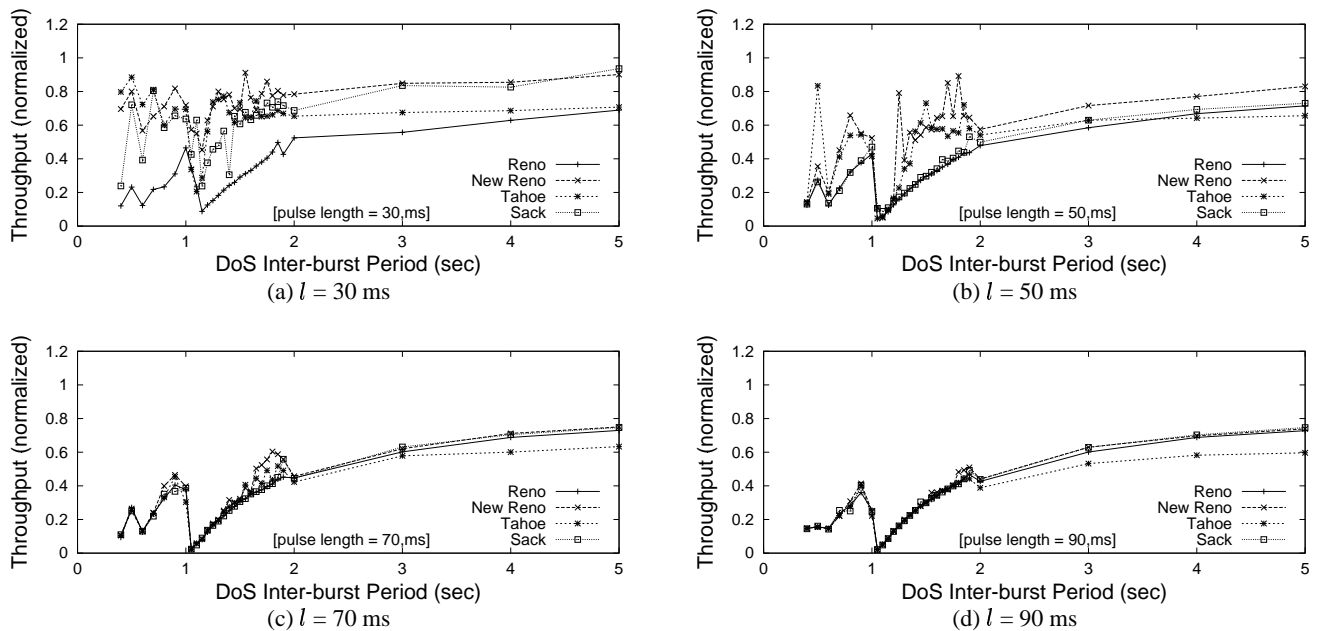 Throughput (normalized)
1.2
1
0.8
0.6
0.4
0.2
0
0 1 2 3 4 5
Reno
New Reno
Tahoe
Sack
[pulse length = 30 ms]
DoS Inter-burst Period (sec)
(a) l = 30 ms
Throughput (normalized)
1.2
1
0.8
0.6
0.4
0.2
0
0 1 2 3 4 5
Reno
New Reno
Tahoe
Sack
[pulse length = 50 ms]
DoS Inter-burst Period (sec)
(b) l = 50 ms
Throughput (normalized)
1.2
1
0.8
0.6
0.4
0.2
0
0 1 2 3 4 5
Reno
New Reno
Tahoe
Sack
[pulse length = 70 ms]
DoS Inter-burst Period (sec)
(c) l = 70 ms
Throughput (normalized)
1.2
1
0.8
0.6
0.4
0.2
0
0 1 2 3 4 5
Reno
New Reno
Tahoe
Sack
[pulse length = 90 ms]
DoS Inter-burst Period (sec)
(d) l = 90 ms